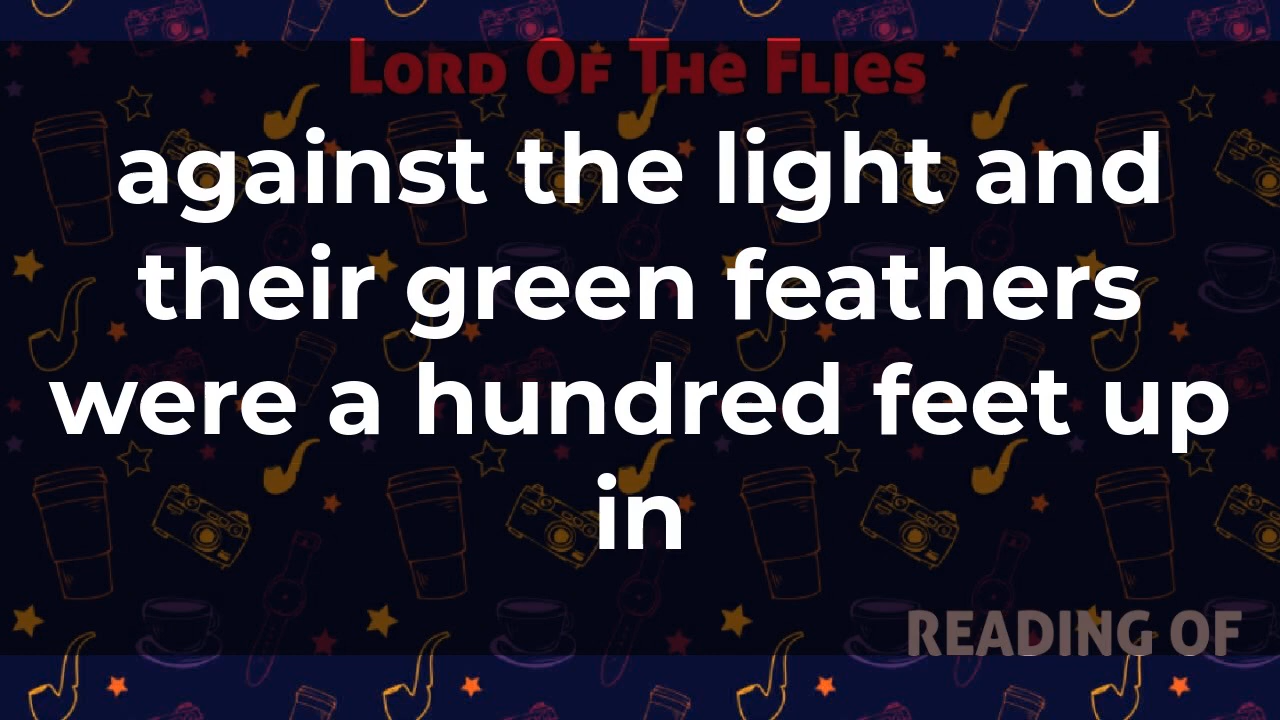 Lord Of The Flies
against the light and
their green feathers
were a hundred feet up
in
READING OF